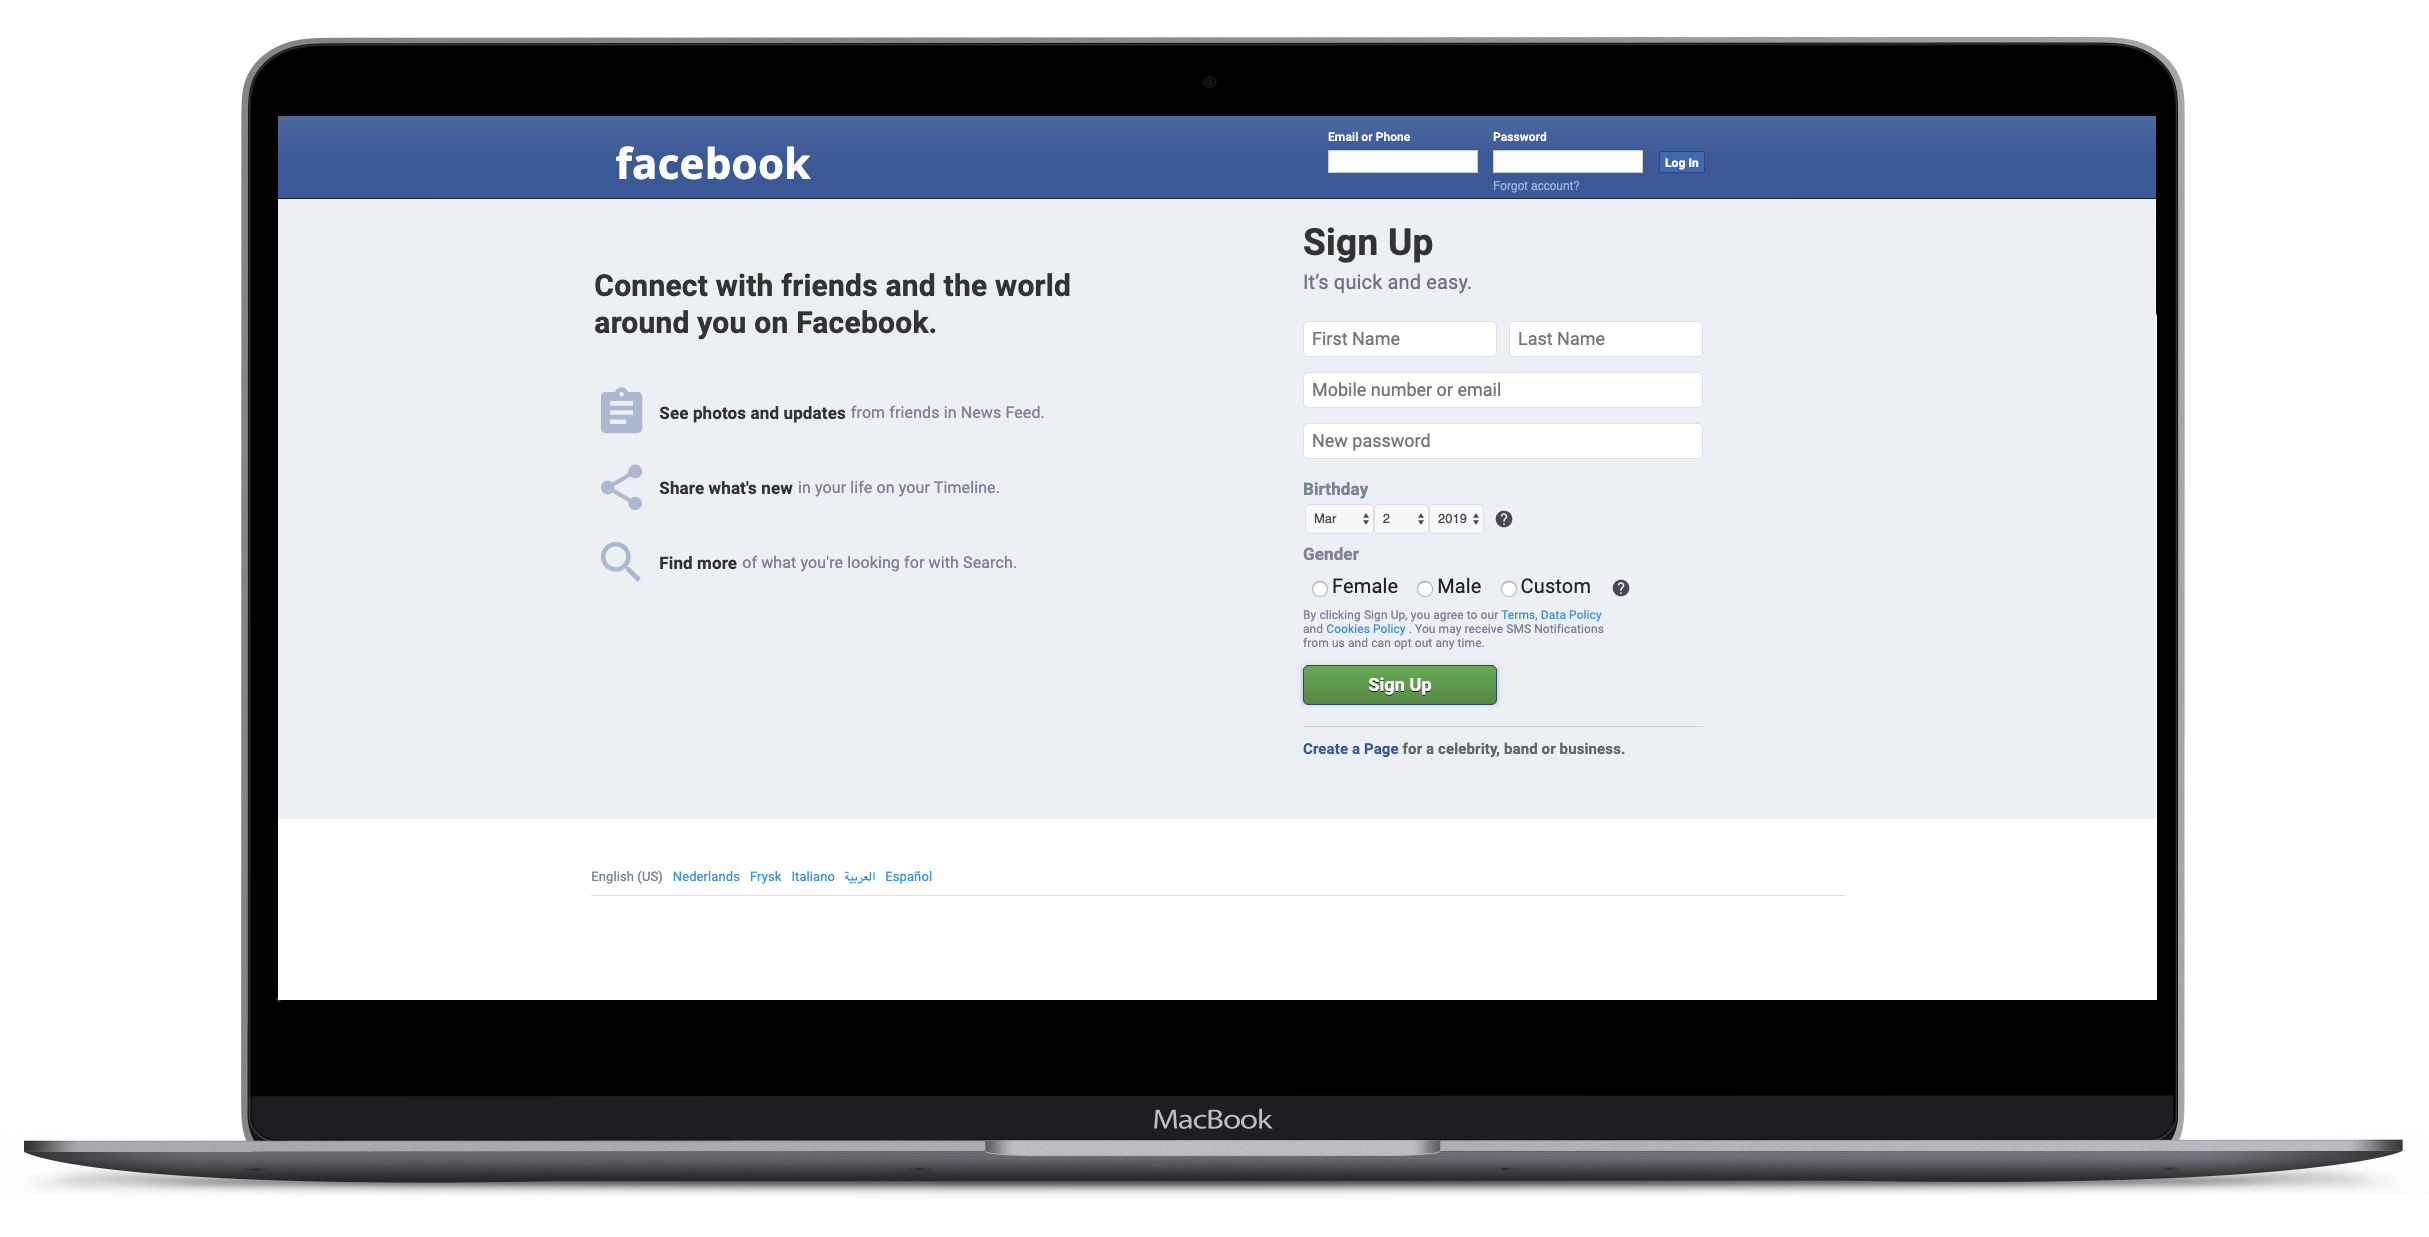 facebook
Email or Phone
Password
Log In
Forgot account?
Connect with friends and the world
around you on Facebook.
See photos and updates from friends in News Feed.
Share what's new in your life on your Timeline.
Find more of what you're looking for with Search.
Sign Up
It's quick and easy.
First Name
Last Name
Mobile number or email
New password
Birthday
Mar 2 2019 ?
Gender
Female Male Custom ?
By clicking Sign Up, you agree to our Terms, Data Policy
and Cookies Policy . You may receive SMS Notifications
from us and can opt out any time.
Sign Up
Create a Page for a celebrity, band or business.
English (US) Nederlands Frysk Italiano العربية Español
MacBook